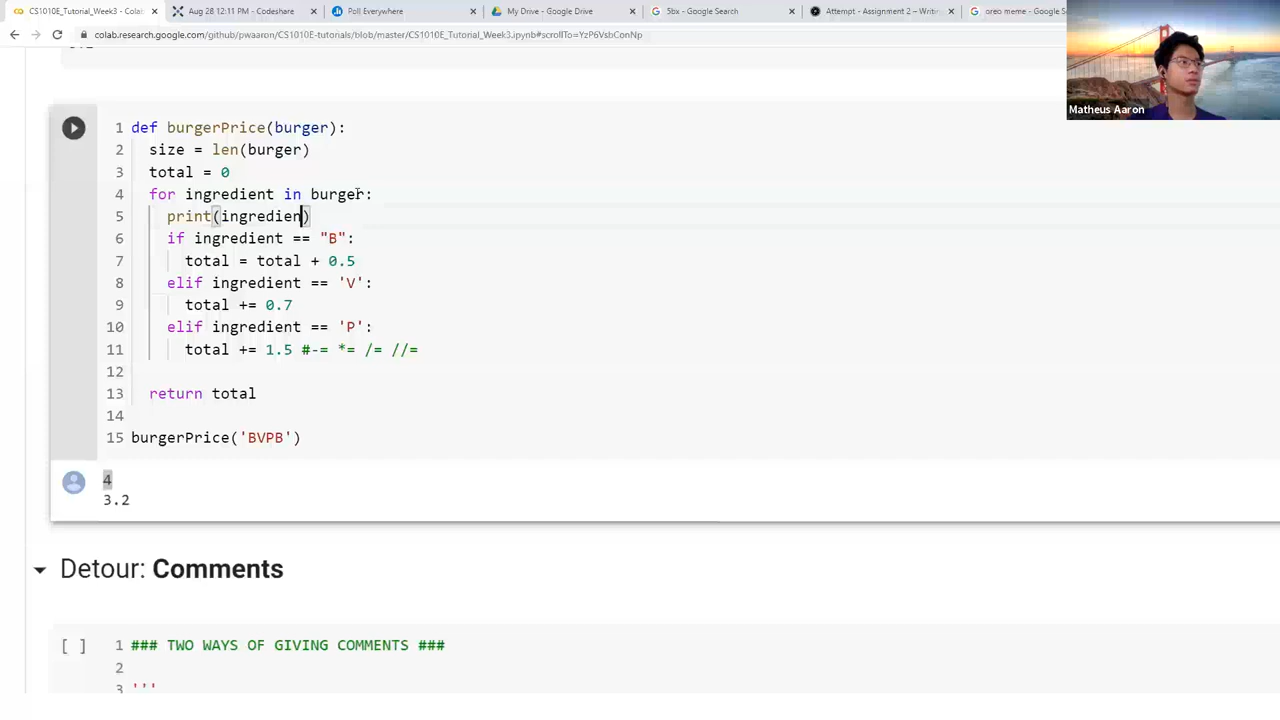 CS1010E_Tutorial_Week3 - Colab
Aug 28 12:11 PM - Codeshare
Poll Everywhere
My Drive - Google Drive
5bx - Google Search
Attempt - Assignment 2 – Writ
oreo meme - Google S
colab.research.google.com/github/pwaaron/CS1010E-tutorials/blob/master/CS1010E_Tutorial_Week3.ipynb#scrollTo=YzP6VsbConNp
Matheus Aaron
1 def burgerPrice(burger):
2 size = len(burger)
3 total = 0
4 for ingredient in burger:
5 print(ingredien)
6 if ingredient == "B":
7 total = total + 0.5
8 elif ingredient == 'V':
9 total += 0.7
10 elif ingredient == 'P':
11 total += 1.5 #-= *= /= //=
12
13 return total
14
15 burgerPrice('BVPB')
4
3.2
Detour: Comments
[ ] 1 ### TWO WAYS OF GIVING COMMENTS ###
2
3 '''